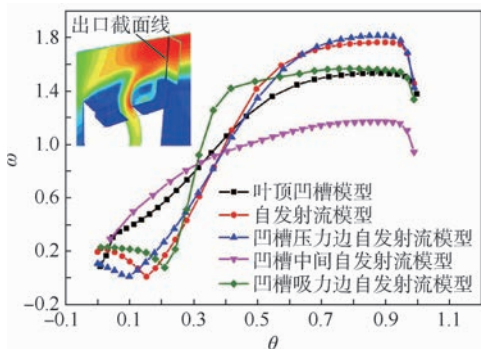 出口截面线
1.8
1.4
1.0
0.6
0.2
-0.2
ω
叶顶凹槽模型
自发射流模型
凹槽压力边自发射流模型
凹槽中间自发射流模型
凹槽吸力边自发射流模型
-0.1 0.1 0.3 0.5 0.7 0.9 1.1
θ